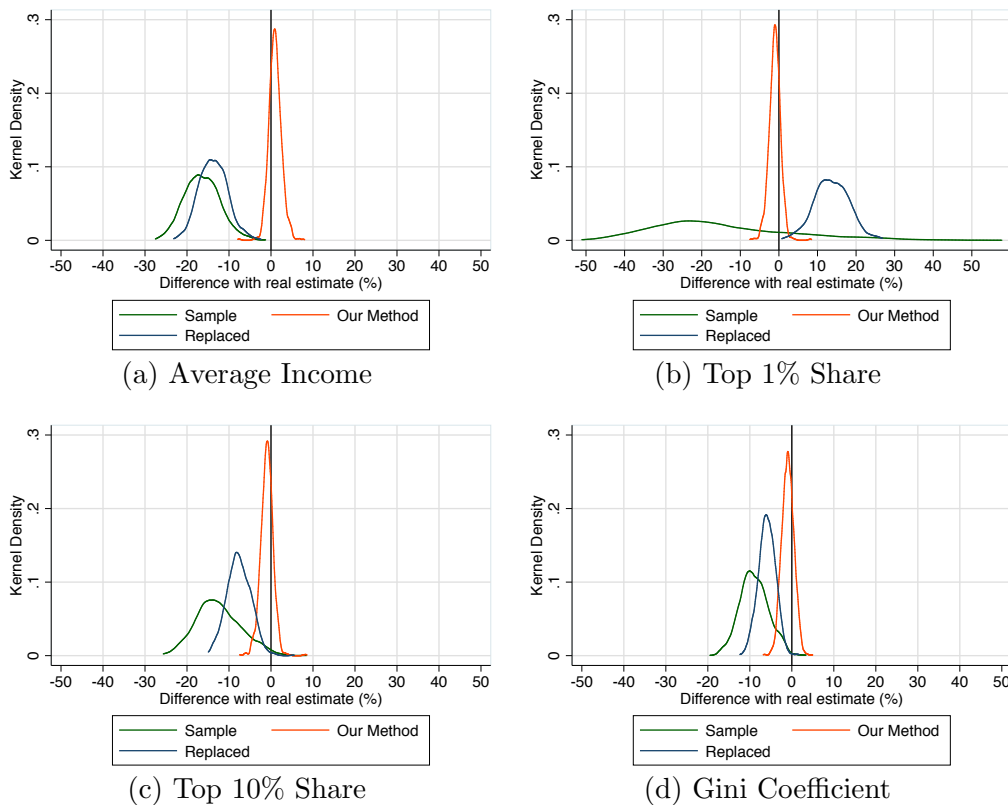 Kernel Density
0 .1 .2 .3
-50 -40 -30 -20 -10 0 10 20 30 40 50
Difference with real estimate (%)
Sample Our Method
Replaced
(a) Average Income
Kernel Density
0 .1 .2 .3
-50 -40 -30 -20 -10 0 10 20 30 40 50
Difference with real estimate (%)
Sample Our Method
Replaced
(b) Top 1% Share
Kernel Density
0 .1 .2 .3
-50 -40 -30 -20 -10 0 10 20 30 40 50
Difference with real estimate (%)
Sample Our Method
Replaced
(c) Top 10% Share
Kernel Density
0 .1 .2 .3
-50 -40 -30 -20 -10 0 10 20 30 40 50
Difference with real estimate (%)
Sample Our Method
Replaced
(d) Gini Coefficient